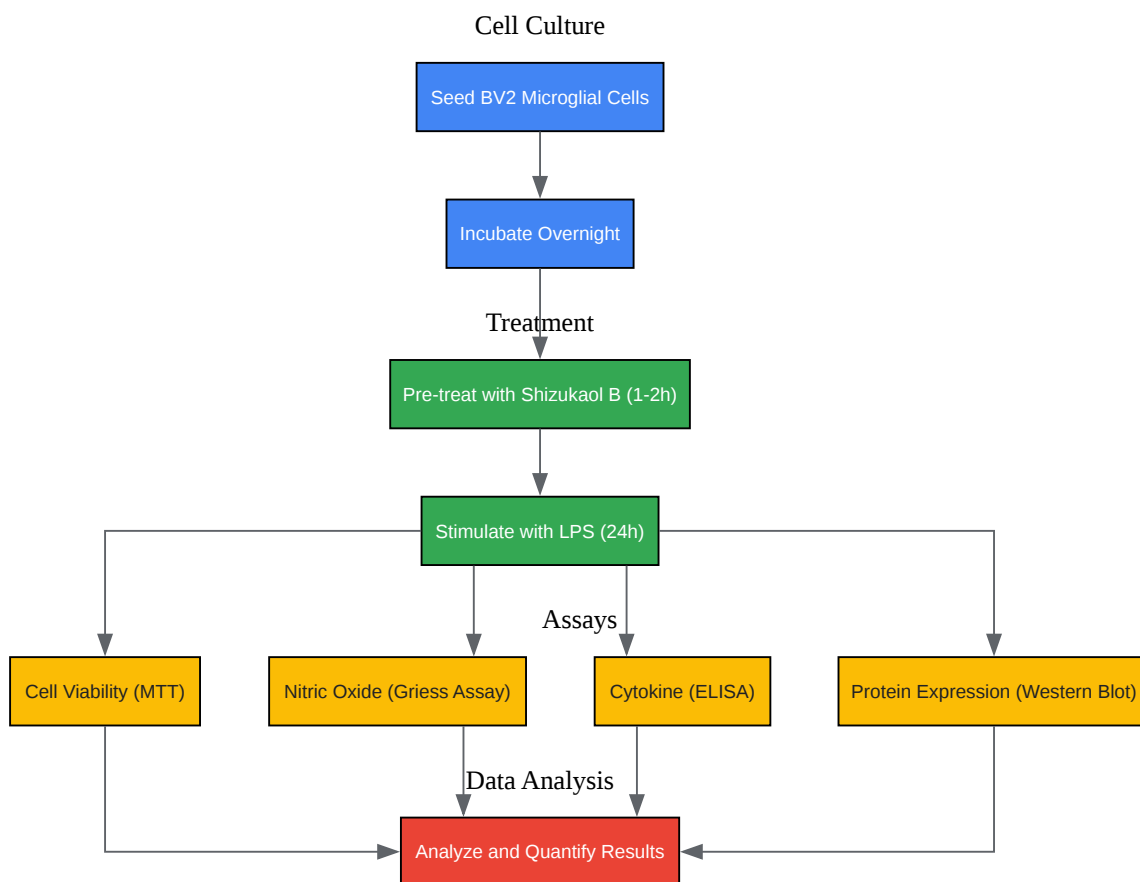 Cell Culture
Seed BV2 Microglial Cells
Incubate Overnight
Treatment
Pre-treat with Shizukaol B (1-2h)
Stimulate with LPS (24h)
Assays
Cell Viability (MTT)
Nitric Oxide (Griess Assay)
Cytokine (ELISA)
Protein Expression (Western Blot)
Data Analysis
Analyze and Quantify Results